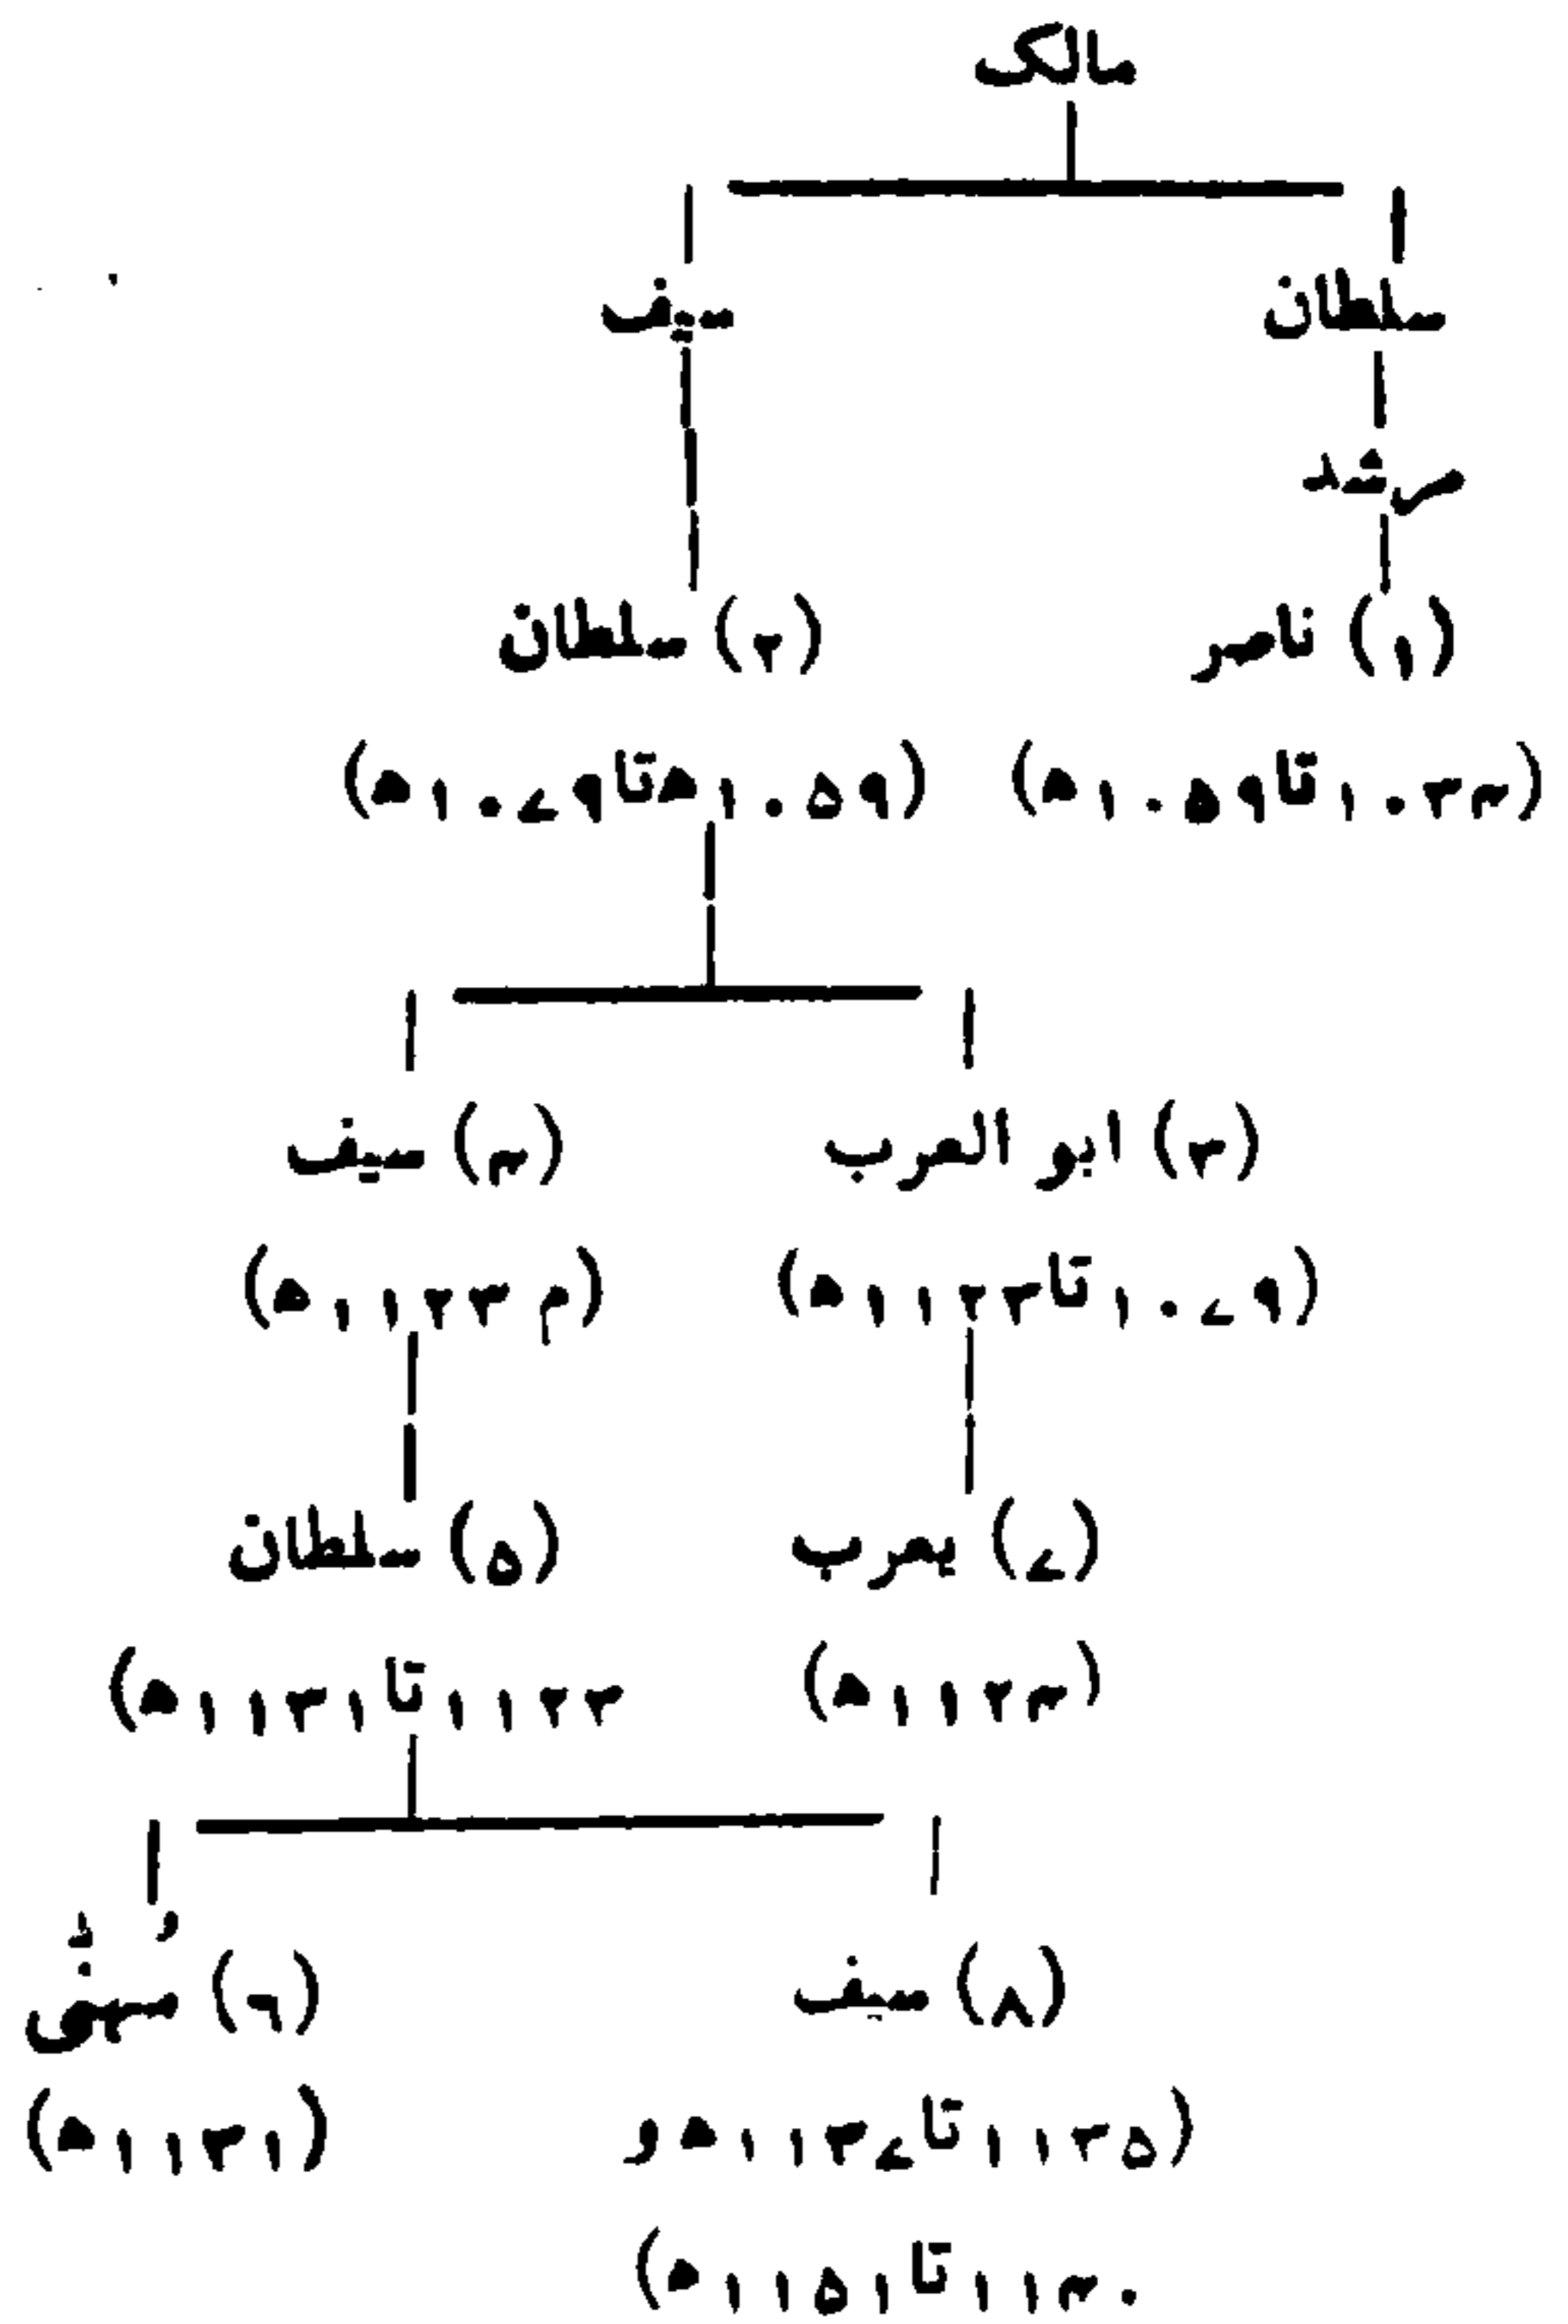 مالک
سلطان سیف
مرشد
(۱) ناصر (۲) سلطان
(۱۰۳۴ تا ۱۰۵۹ھ) (۱۰۵۹ھ تا ۱۰۷۹ھ)
(۳) ابو العرب (۴) سیف
(۱۰۷۹ تا ۱۱۲۳ھ) (م ۱۱۲۳ھ)
(۷) یعرب (۵) سلطان
(۱۱۲۴ھ) ۱۱۲۳ تا ۱۱۳۱ھ)
(۸) سیف (۶) مُہنّٰی
(۱۱۳۵ تا ۱۱۳۷ھ و (۱۱۳۱ھ)
۱۱۴۰ تا ۱۱۵۱ھ)